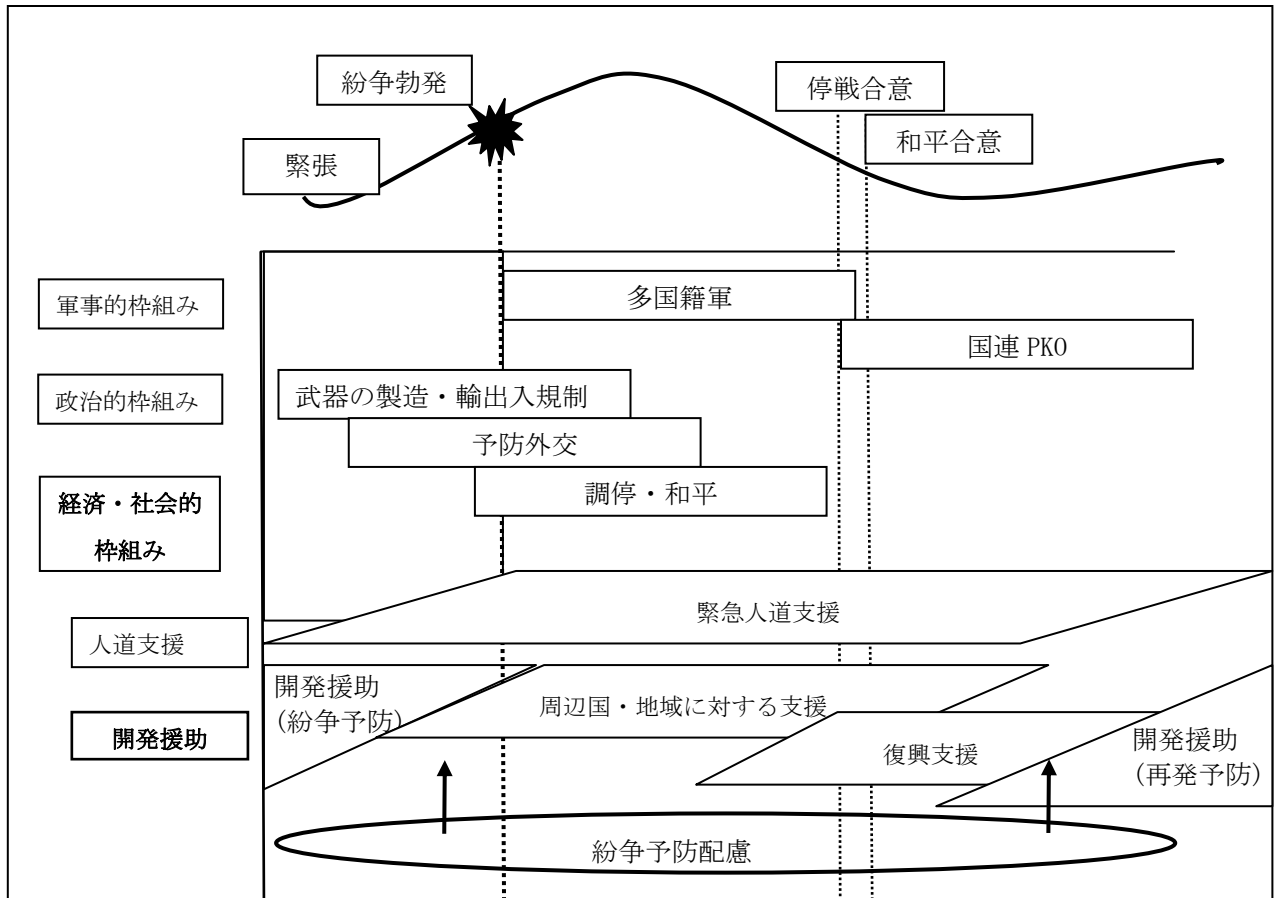 紛争勃発
停戦合意
和平合意
緊張
軍事的枠組み
多国籍軍
国連 PKO
政治的枠組み
武器の製造・輸出入規制
予防外交
調停・和平
経済・社会的
枠組み
緊急人道支援
人道支援
開発援助
(紛争予防)
周辺国・地域に対する支援
開発援助
復興支援
開発援助
(再発予防)
紛争予防配慮